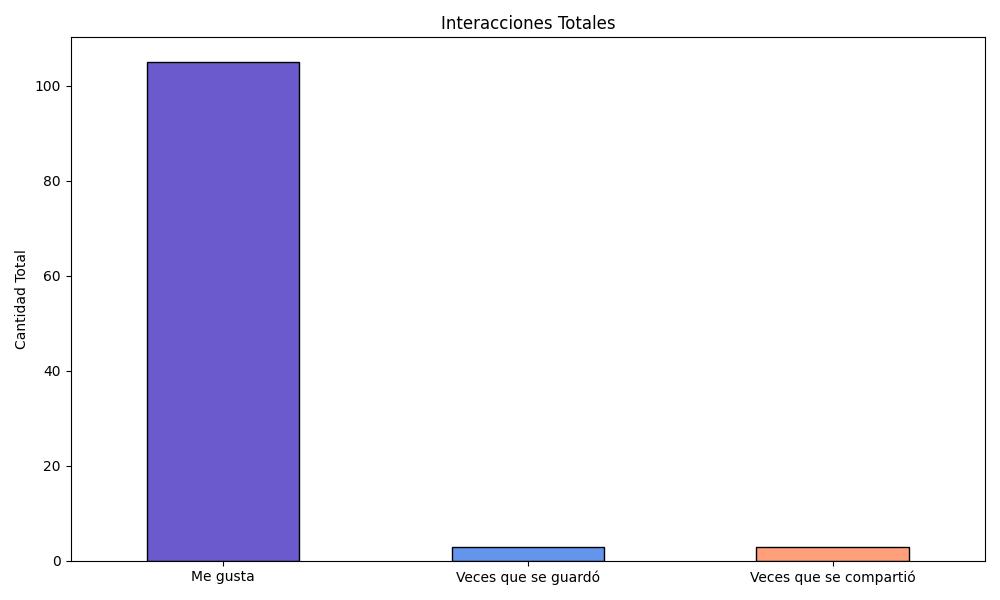 Interacciones Totales
Cantidad Total
100
80
60
40
20
0
Me gusta
Veces que se guardó
Veces que se compartió